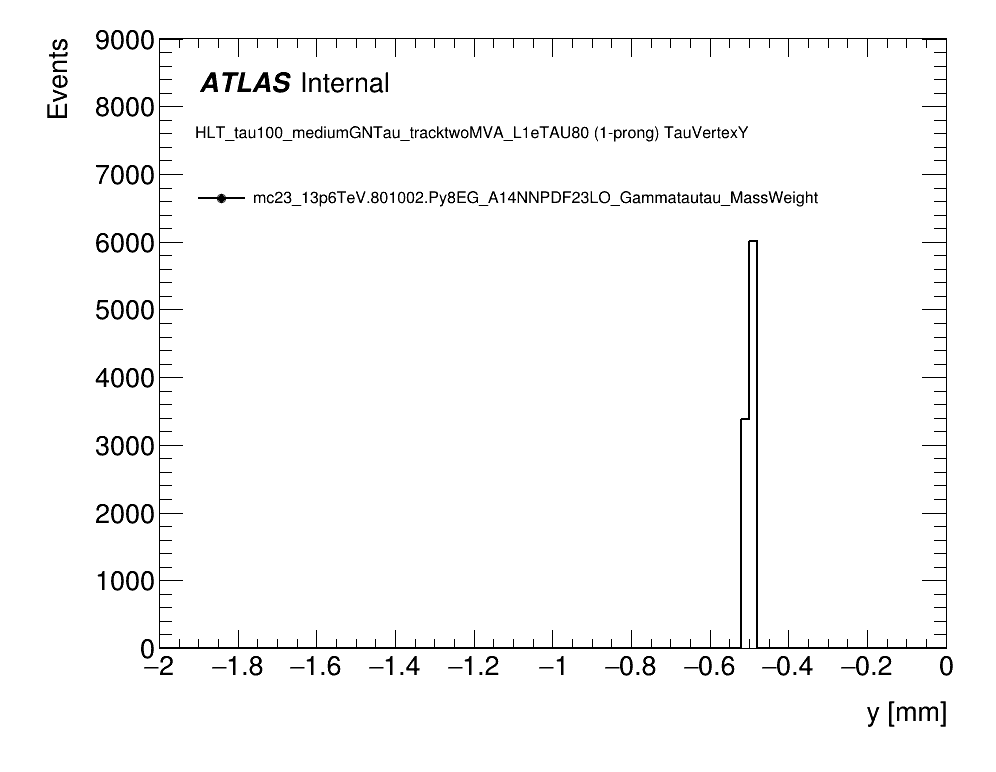 Events
9000
ATLAS Internal
8000
HLT_tau100_mediumGNTau_tracktwoMVA_L1eTAU80 (1-prong) TauVertexY
7000
mc23_13p6TeV.801002.Py8EG_A14NNPDF23LO_Gammatautau_MassWeight
6000
5000
4000
3000
2000
1000
0
−2 −1.8 −1.6 −1.4 −1.2 −1 −0.8 −0.6 −0.4 −0.2 0
y [mm]